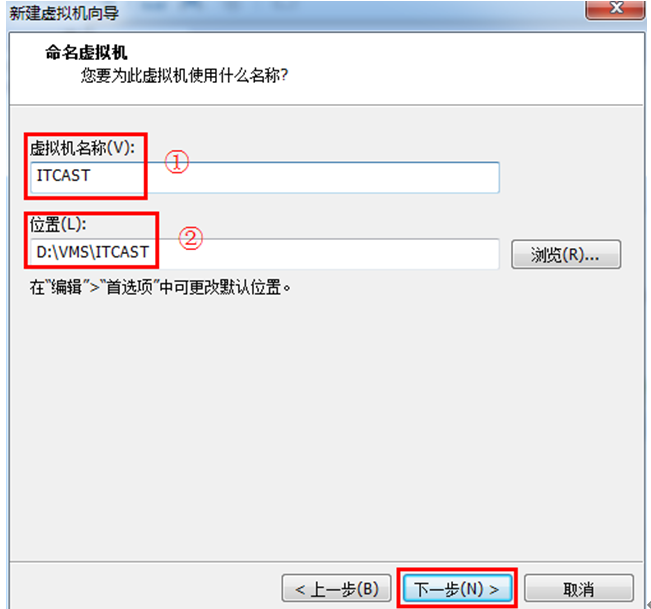 新建虚拟机向导
命名虚拟机
您要为此虚拟机使用什么名称?
虚拟机名称(V):
①
ITCAST
位置(L):
②
D:\VMS\ITCAST
浏览(R)...
在“编辑”>“首选项”中可更改默认位置。
< 上一步(B)
下一步(N) >
取消